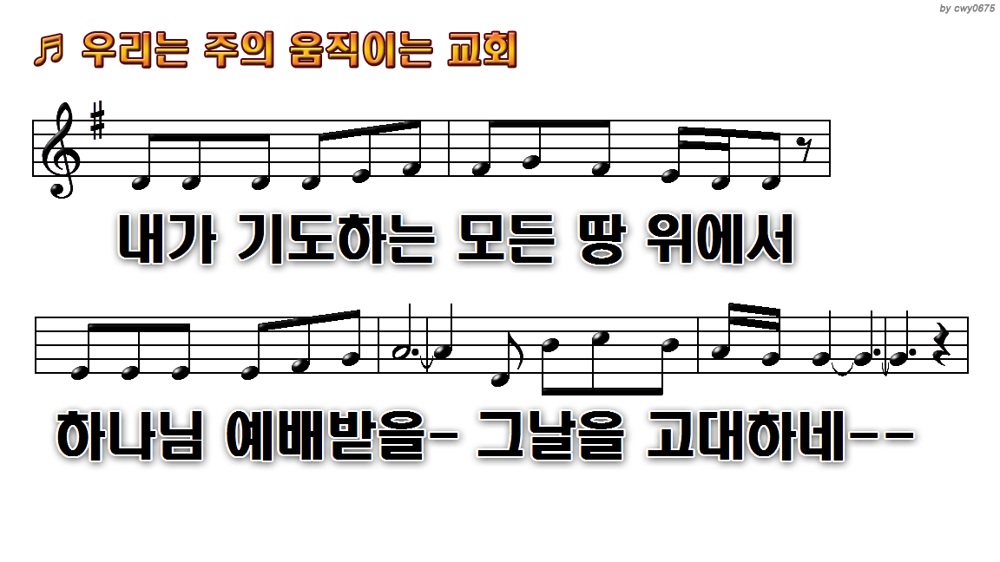 by cwy0675
♬ 우리는 주의 움직이는 교회
내가 기도하는 모든 땅 위에서
하나님 예배받을- 그날을 고대하네--